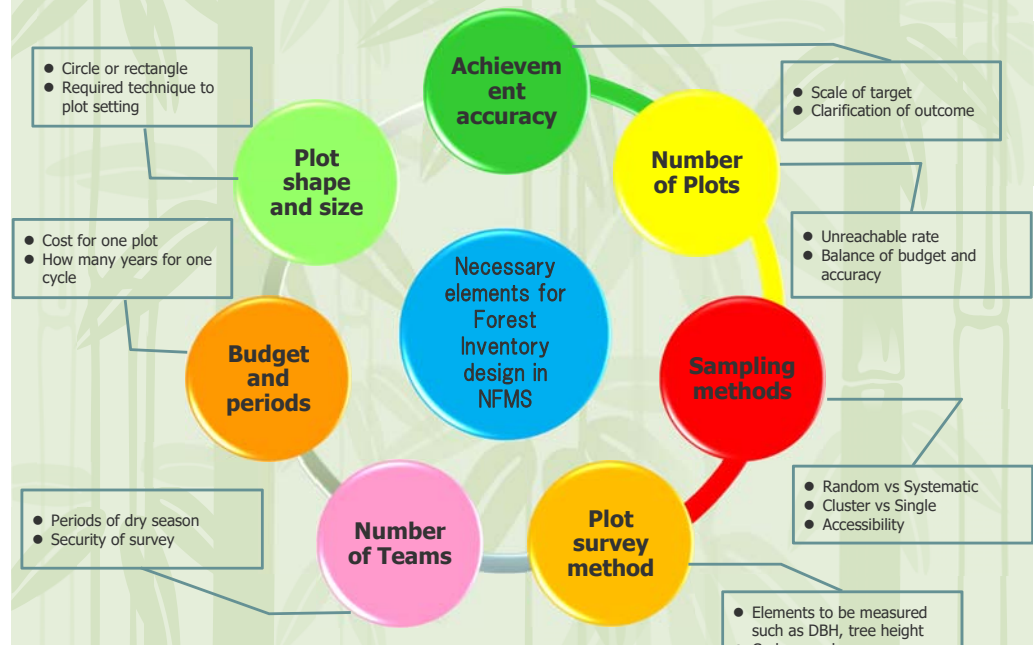 Achievem
ent
accuracy
● Scale of target
● Clarification of outcome
Number
of Plots
● Unreachable rate
● Balance of budget and
accuracy
Sampling
methods
● Random vs Systematic
● Cluster vs Single
● Accessibility
Plot
survey
method
● Elements to be measured
such as DBH, tree height
Number
of Teams
● Periods of dry season
● Security of survey
Budget
and
periods
● Cost for one plot
● How many years for one
cycle
Plot
shape
and size
● Circle or rectangle
● Required technique to
plot setting
Necessary
elements for
Forest
Inventory
design in
NFMS